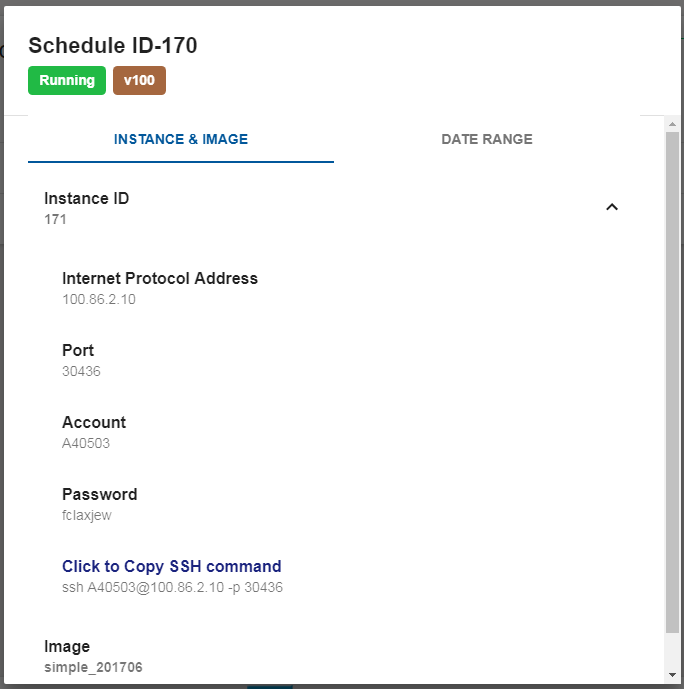 Schedule ID-170
Running v100
INSTANCE & IMAGE DATE RANGE
Instance ID
171
Internet Protocol Address
100.86.2.10
Port
30436
Account
A40503
Password
fclaxjew
Click to Copy SSH command
ssh A40503@100.86.2.10 -p 30436
Image
simple_201706